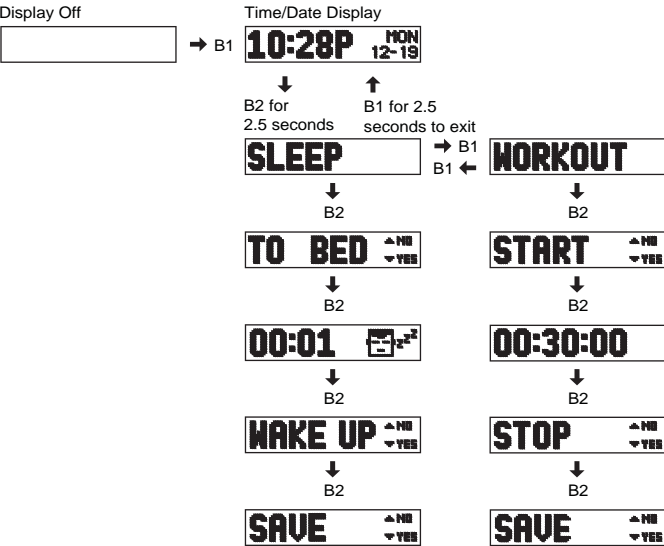 Display Off
Time/Date Display
B1
10:28P MON
12-19
B2 for
2.5 seconds
B1 for 2.5
seconds to exit
SLEEP
B1
B1
WORKOUT
B2
B2
TO BED NO
YES
START NO
YES
B2
B2
00:01 zzz
00:30:00
B2
B2
WAKE UP NO
YES
STOP NO
YES
B2
B2
SAVE NO
YES
SAVE NO
YES